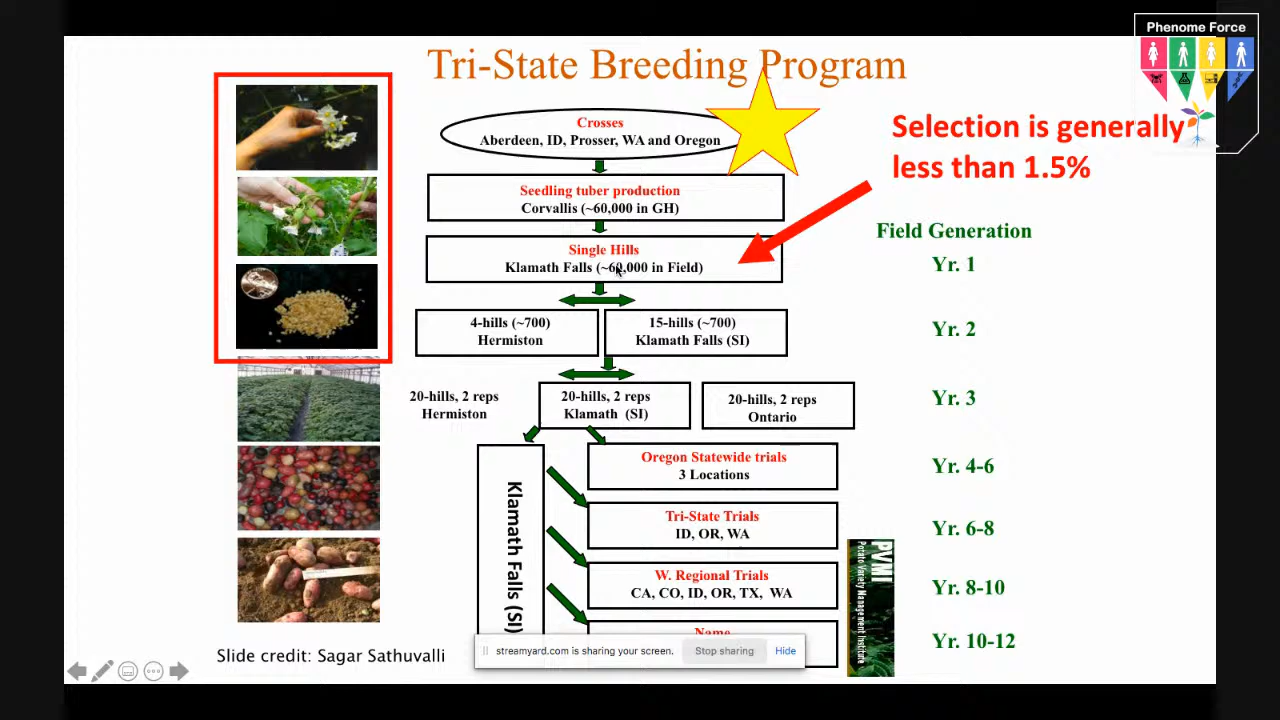 Phenome Force
Tri-State Breeding Program
Crosses
Aberdeen, ID, Prosser, WA and Oregon
Selection is generally
less than 1.5%
Seedling tuber production
Corvallis (~60,000 in GH)
Single Hills
Klamath Falls (~60,000 in Field)
Field Generation
Yr. 1
4-hills (~700)
Hermiston
15-hills (~700)
Klamath Falls (SI)
Yr. 2
20-hills, 2 reps
Hermiston
20-hills, 2 reps
Klamath (SI)
20-hills, 2 reps
Ontario
Yr. 3
Klamath Falls (SI)
Oregon Statewide trials
3 Locations
Yr. 4-6
Tri-State Trials
ID, OR, WA
Yr. 6-8
W. Regional Trials
CA, CO, ID, OR, TX, WA
Yr. 8-10
Name
Yr. 10-12
PVMI
Potato Variety Management Institute
streamyard.com is sharing your screen.
Stop sharing
Hide
Slide credit: Sagar Sathuvalli